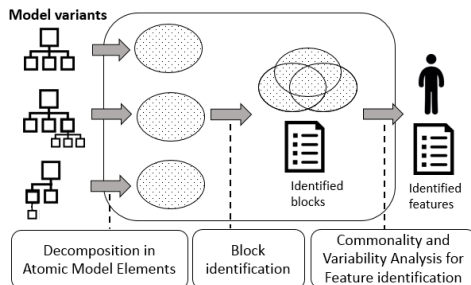 Model variants
Identified
blocks
Identified
features
Decomposition in
Atomic Model Elements
Block
identification
Commonality and
Variability Analysis for
Feature identification